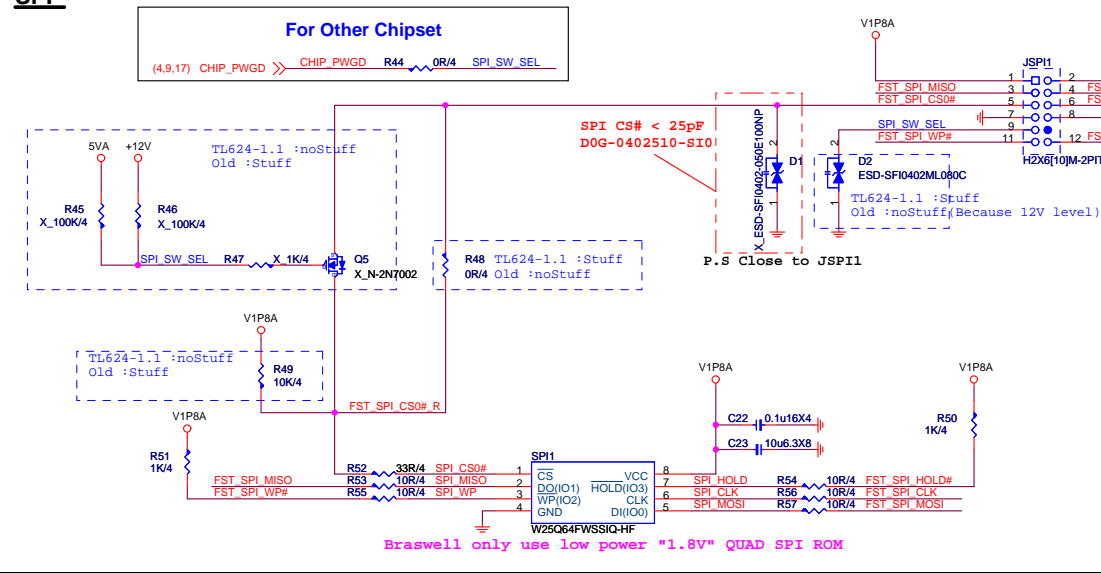 For Other Chipset
(4,9,17) CHIP_PWGD CHIP_PWGD R44 0R/4 SPI_SW_SEL
V1P8A
JSPI1
1 2
FST_SPI_MISO 3 4
FST_SPI_CS0# 5 6
7 8
SPI_SW_SEL 9
FST_SPI_WP# 11 12
H2X6[10]M-2PIT
SPI CS# < 25pF
D0G-0402510-SI0
X_ESD-SFI0402-050E100NP
2
D1
1
2
D2
ESD-SFI0402ML080C
1
TL624-1.1 :Stuff
Old :noStuff(Because 12V level)
P.S Close to JSPI1
5VA +12V
TL624-1.1 :noStuff
Old :Stuff
R45
X_100K/4
R46
X_100K/4
SPI_SW_SEL R47 X_1K/4
Q5
X_N-2N7002
R48
0R/4
TL624-1.1 :Stuff
Old :noStuff
V1P8A
TL624-1.1 :noStuff
Old :Stuff
R49
10K/4
FST_SPI_CS0#_R
V1P8A
R51
1K/4
V1P8A
C22 0.1u16X4
C23 10u6.3X8
V1P8A
R50
1K/4
SPI1
R52 33R/4 SPI_CS0# 1 CS VCC 8
FST_SPI_MISO R53 10R/4 SPI_MISO 2 DO(IO1) HOLD(IO3) 7 SPI_HOLD R54 10R/4 FST_SPI_HOLD#
FST_SPI_WP# R55 10R/4 SPI_WP 3 WP(IO2) CLK 6 SPI_CLK R56 10R/4 FST_SPI_CLK
4 GND DI(IO0) 5 SPI_MOSI R57 10R/4 FST_SPI_MOSI
W25Q64FWSSIQ-HF
Braswell only use low power "1.8V" QUAD SPI ROM